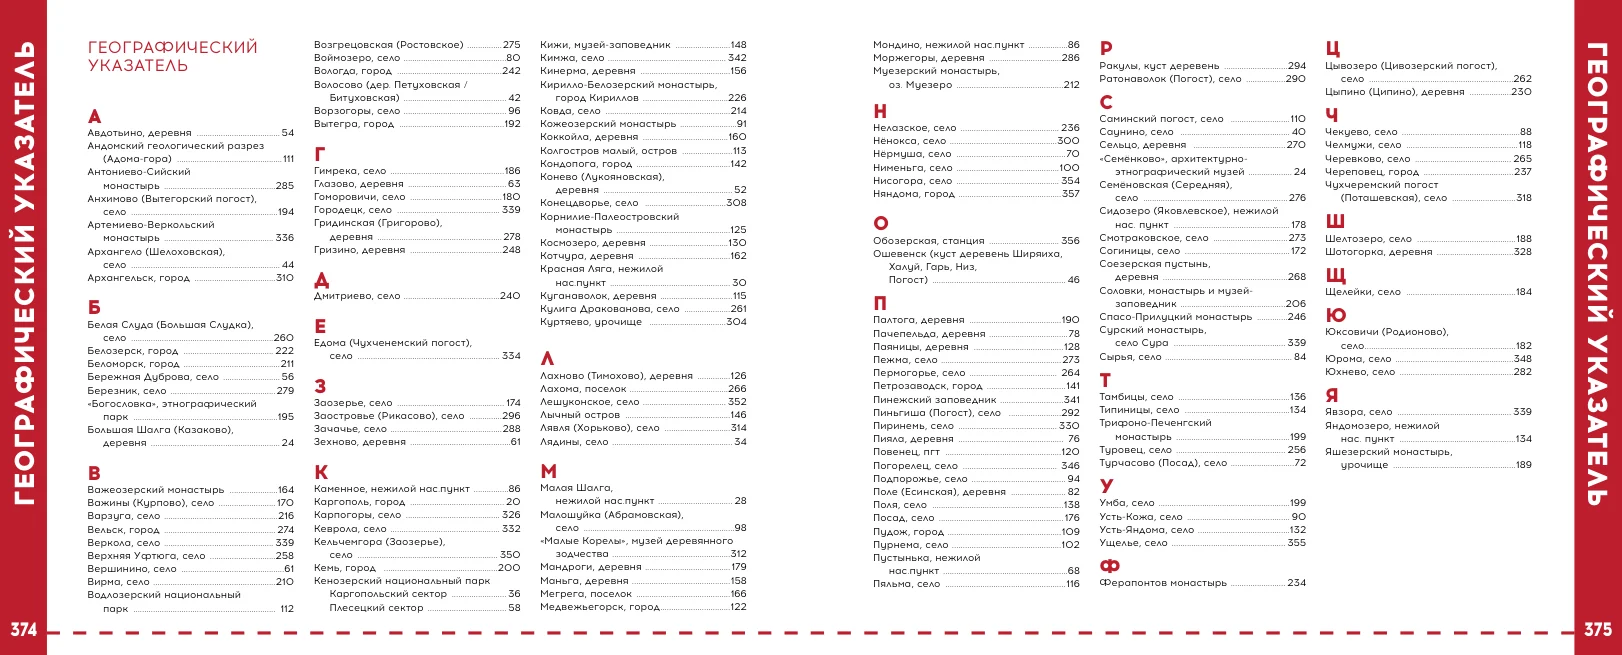 ГЕОГРАФИЧЕСКИЙ УКАЗАТЕЛЬ
ГЕОГРАФИЧЕСКИЙ
УКАЗАТЕЛЬ
А
Авдотьино, деревня 54
Андомский геологический разрез
(Адома-гора) 111
Антониево-Сийский
монастырь 285
Анхимово (Вытегорский погост),
село 194
Артемиево-Веркольский
монастырь 336
Архангело (Шелоховская),
село 44
Архангельск, город 310
Б
Белая Слуда (Большая Слудка),
село 260
Белозерск, город 222
Беломорск, город 211
Бережная Дуброва, село 56
Березник, село 279
«Богословка», этнографический
парк 195
Большая Шалга (Казаково),
деревня 24
В
Важеозерский монастырь 164
Важины (Курпово), село 170
Варзуга, село 216
Вельск, город 274
Веркола, село 339
Верхняя Уфтюга, село 258
Вершинино, село 61
Вирма, село 210
Водлозерский национальный
парк 112
Возгрецовская (Ростовское) 275
Воймозеро, село 80
Вологда, город 242
Волосово (дер. Петуховская /
Битуховская) 42
Ворзогоры, село 96
Вытегра, город 192
Г
Гимрека, село 186
Глазово, деревня 63
Гоморовичи, село 180
Городецк, село 339
Гридинская (Григорово),
деревня 278
Гризино, деревня 248
Д
Дмитриево, село 240
Е
Едома (Чухченемский погост),
село 334
З
Заозерье, село 174
Заостровье (Рикасово), село 296
Зачачье, село 288
Зехново, деревня 61
К
Каменное, нежилой нас.пункт 86
Каргополь, город 20
Карпогоры, село 326
Кеврола, село 332
Кельчемгора (Заозерье),
село 350
Кемь, город 200
Кенозерский национальный парк
Каргопольский сектор 36
Плесецкий сектор 58
Кижи, музей-заповедник 148
Кимжа, село 342
Кинерма, деревня 156
Кирилло-Белозерский монастырь,
город Кириллов 226
Ковда, село 214
Кожеозерский монастырь 91
Коккойла, деревня 160
Колгостров малый, остров 113
Кондопога, город 142
Конево (Лукояновская),
деревня 52
Конецдворье, село 308
Корнилие-Палеостровский
монастырь 125
Космозеро, деревня 130
Котчура, деревня 162
Красная Ляга, нежилой
нас.пункт 30
Куганаволок, деревня 115
Кулига Дракованова, село 261
Куртяево, урочище 304
Л
Лахново (Тимохово), деревня 126
Лахома, поселок 266
Лешуконское, село 352
Лычный остров 146
Лявля (Хорьково), село 314
Лядины, село 34
М
Малая Шалга,
нежилой нас.пункт 28
Малошуйка (Абрамовская),
село 98
«Малые Корелы», музей деревянного
зодчества 312
Мандроги, деревня 179
Маньга, деревня 158
Мегрега, поселок 166
Медвежьегорск, город 122
374
Мондино, нежилой нас.пункт 86
Моржегоры, деревня 286
Муезерский монастырь,
оз. Муезеро 212
Н
Нелазское, село 236
Нёнокса, село 300
Нёрмуша, село 70
Нименьга, село 100
Нисогора, село 354
Няндома, город 357
О
Обозерская, станция 356
Ошевенск (куст деревень Ширяиха,
Халуй, Гарь, Низ,
Погост) 46
П
Палтога, деревня 190
Пачепельда, деревня 78
Паяницы, деревня 128
Пежма, село 273
Пермогорье, село 264
Петрозаводск, город 141
Пинежский заповедник 341
Пиньгиша (Погост), село 292
Пиринемь, село 330
Пияла, деревня 76
Повенец, пгт 120
Погорелец, село 346
Подпорожье, село 94
Поле (Есинская), деревня 82
Поля, село 138
Посад, село 176
Пудож, город 109
Пурнема, село 102
Пустынька, нежилой
нас.пункт 68
Пяльма, село 116
Р
Ракулы, куст деревень 294
Ратонаволок (Погост), село 290
С
Саминский погост, село 110
Саунино, село 40
Сельцо, деревня 270
«Семёнково», архитектурно-
этнографический музей 24
Семёновская (Середняя),
село 276
Сидозеро (Яковлевское), нежилой
нас. пункт 178
Смотраковское, село 273
Согиницы, село 172
Соезерская пустынь,
деревня 268
Соловки, монастырь и музей-
заповедник 206
Спасо-Прилуцкий монастырь 246
Сурский монастырь,
село Сура 339
Сырья, село 84
Т
Тамбицы, село 136
Типиницы, село 134
Трифоно-Печенгский
монастырь 199
Туровец, село 256
Турчасово (Посад), село 72
У
Умба, село 199
Усть-Кожа, село 90
Усть-Яндома, село 132
Ущелье, село 355
Ф
Ферапонтов монастырь 234
Ц
Цывозеро (Цивозерский погост),
село 262
Цыпино (Ципино), деревня 230
Ч
Чекуево, село 88
Челмужи, село 118
Черевково, село 265
Череповец, город 237
Чухчеремский погост
(Поташевская), село 318
Ш
Шелтозеро, село 188
Шотогорка, деревня 328
Щ
Щелейки, село 184
Ю
Юксовичи (Родионово),
село 182
Юрома, село 348
Юхнево, село 282
Я
Явзора, село 339
Яндомозеро, нежилой
нас. пункт 134
Яшезерский монастырь,
урочище 189
ГЕОГРАФИЧЕСКИЙ УКАЗАТЕЛЬ
375